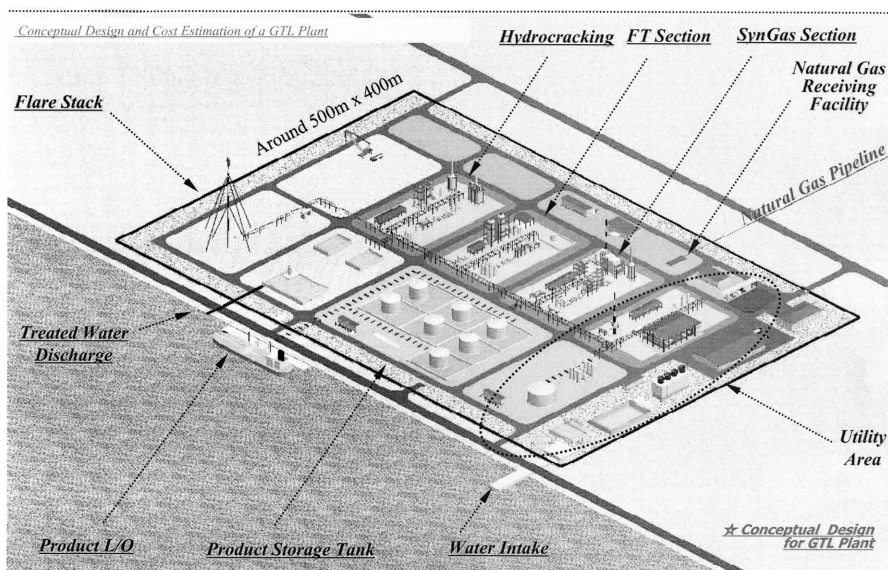 Conceptual Design and Cost Estimation of a GTL Plant
Hydrocracking
FT Section
SynGas Section
Natural Gas
Receiving
Facility
Flare Stack
Around 500m x 400m
Natural Gas Pipeline
Treated Water
Discharge
Utility
Area
Product L/O
Product Storage Tank
Water Intake
☆ Conceptual Design
for GTL Plant